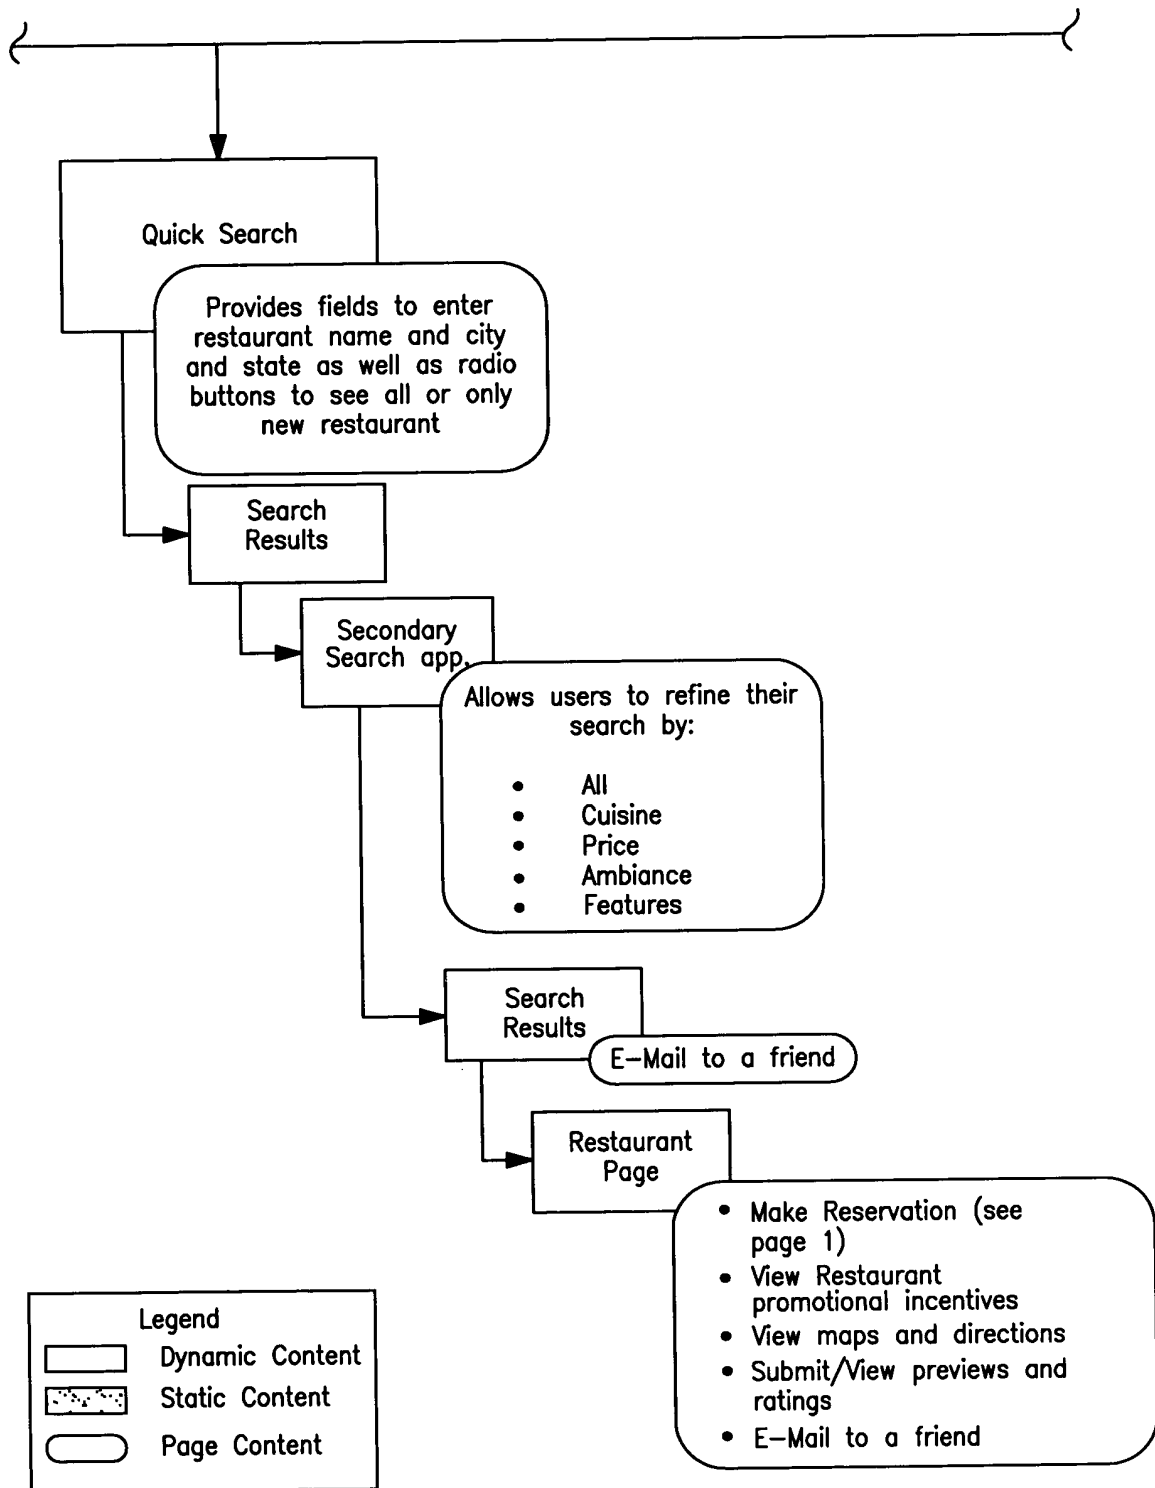 Quick Search
Provides fields to enter
restaurant name and city
and state as well as radio
buttons to see all or only
new restaurant
Search
Results
Secondary
Search app.
Allows users to refine their
search by:
• All
• Cuisine
• Price
• Ambiance
• Features
Search
Results
E-Mail to a friend
Restaurant
Page
• Make Reservation (see
page 1)
• View Restaurant
promotional incentives
• View maps and directions
• Submit/View previews and
ratings
• E-Mail to a friend
Legend
Dynamic Content
Static Content
Page Content